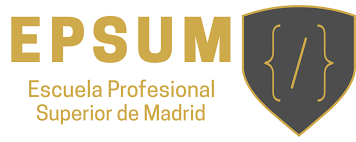 EPSUM
Escuela Profesional
Superior de Madrid
{/}